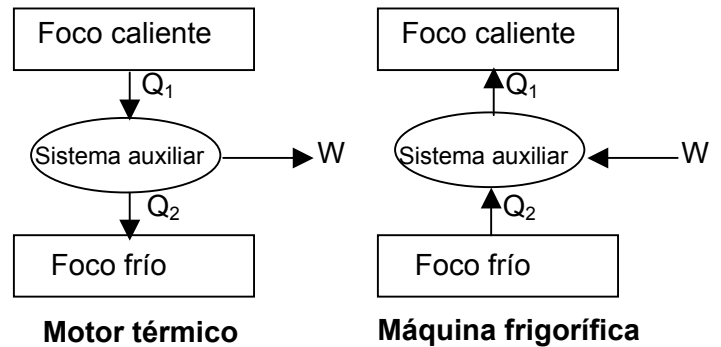 Foco caliente
Q₁
Sistema auxiliar
W
Q₂
Foco frío
Motor térmico
Foco caliente
Q₁
Sistema auxiliar
W
Q₂
Foco frío
Máquina frigorífica